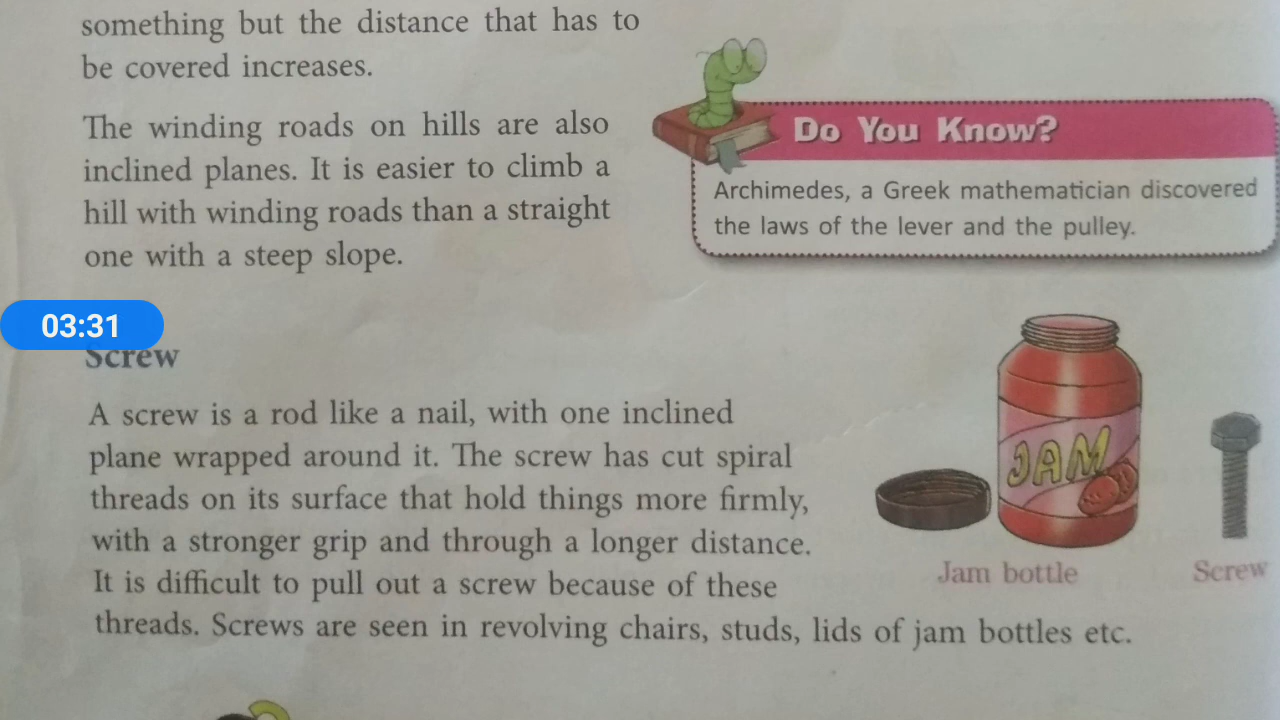 something but the distance that has to
be covered increases.
The winding roads on hills are also
inclined planes. It is easier to climb a
hill with winding roads than a straight
one with a steep slope.
Do You Know?
Archimedes, a Greek mathematician discovered
the laws of the lever and the pulley.
03:31
Screw
A screw is a rod like a nail, with one inclined
plane wrapped around it. The screw has cut spiral
threads on its surface that hold things more firmly,
with a stronger grip and through a longer distance.
It is difficult to pull out a screw because of these
threads. Screws are seen in revolving chairs, studs, lids of jam bottles etc.
JAM
Jam bottle
Screw